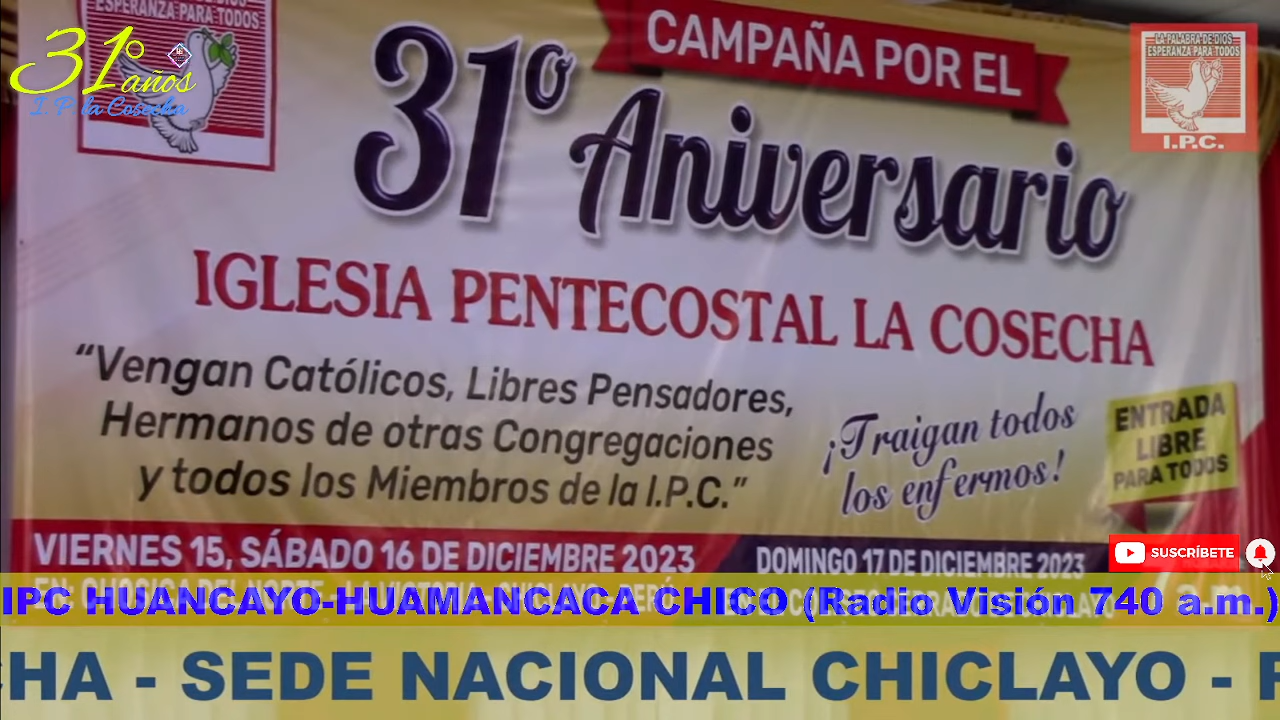 ESPERANZA PARA TODOS
31º
años
I. P. la Cosecha
CAMPAÑA POR EL
31º Aniversario
LA PALABRA DE DIOS
ESPERANZA PARA TODOS
I.P.C.
IGLESIA PENTECOSTAL LA COSECHA
“Vengan Católicos, Libres Pensadores,
Hermanos de otras Congregaciones
y todos los Miembros de la I.P.C.”
¡Traigan todos
los enfermos!
ENTRADA
LIBRE
PARA TODOS
VIERNES 15, SÁBADO 16 DE DICIEMBRE 2023
DOMINGO 17 DE DICIEMBRE 2023
SUSCRÍBETE
IPC HUANCAYO-HUAMANCACA CHICO (Radio Visión 740 a.m.)
CHA - SEDE NACIONAL CHICLAYO -